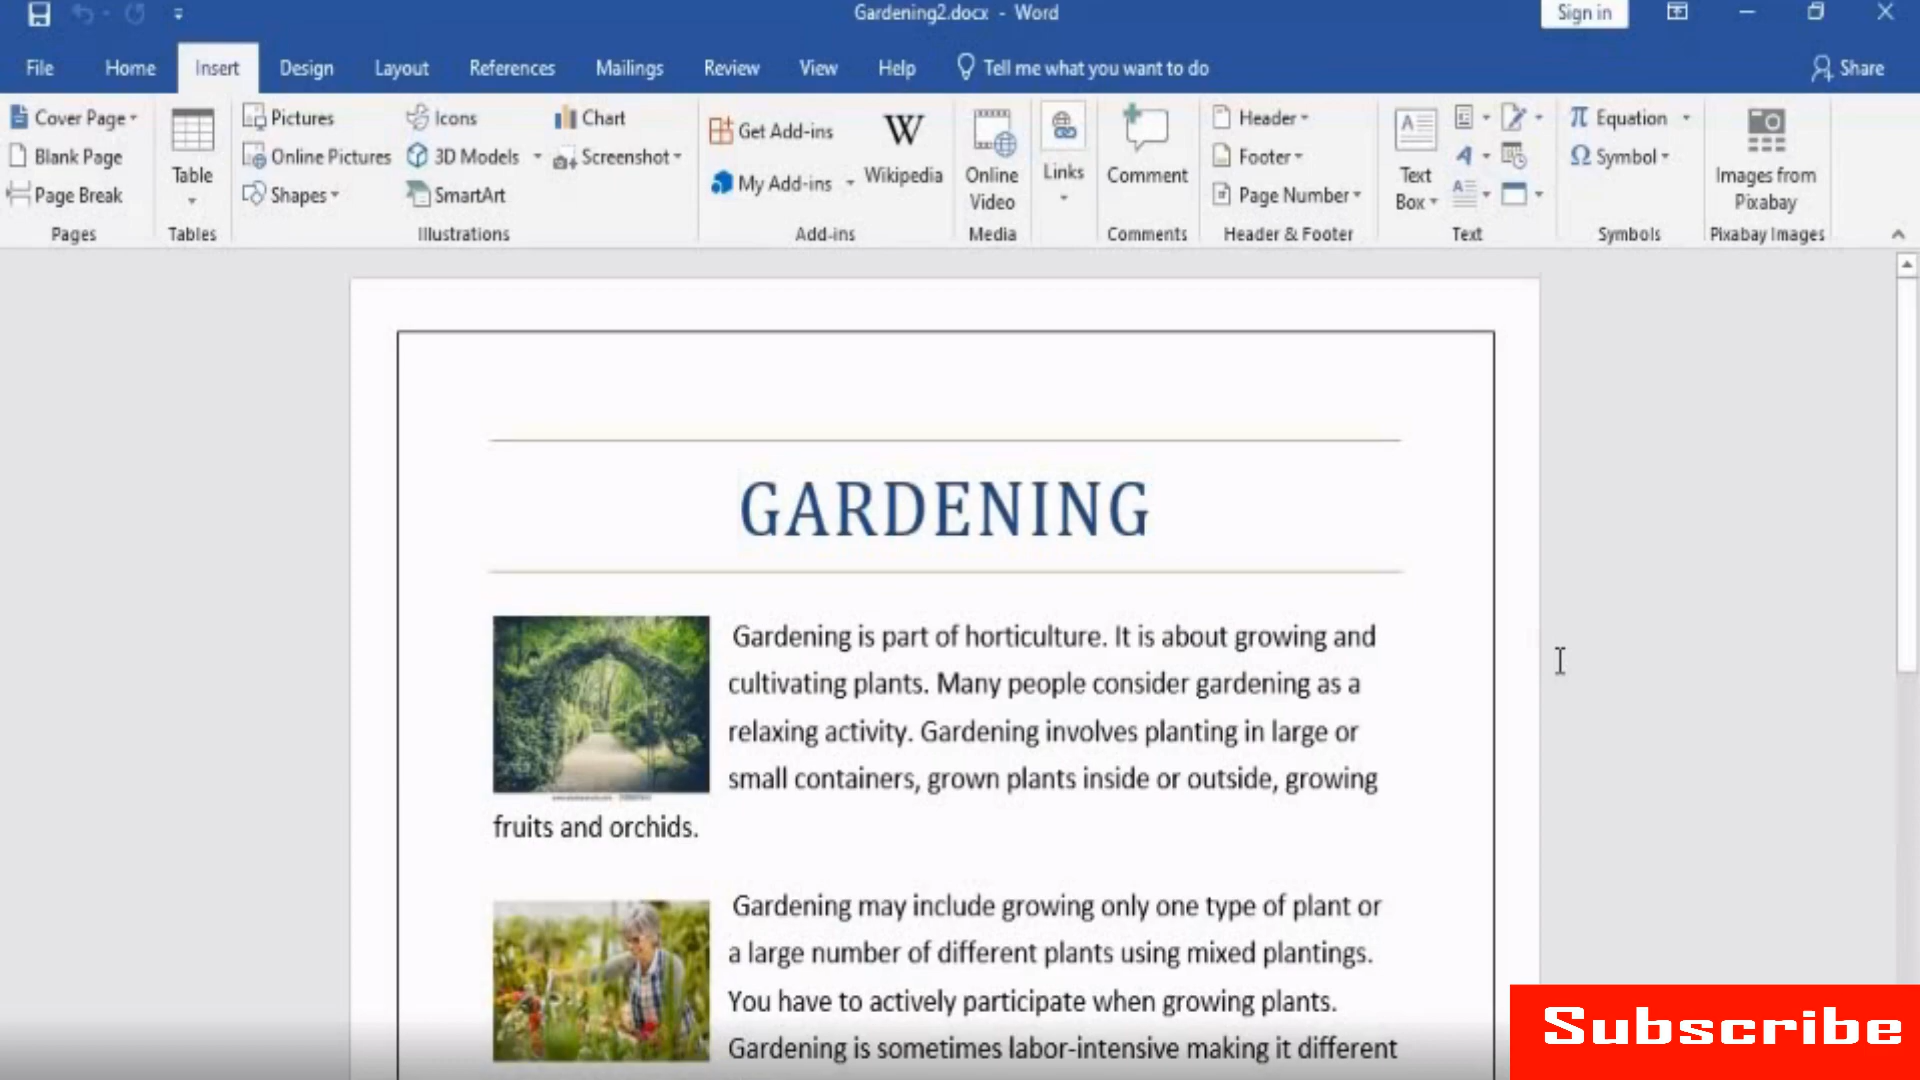 Gardening2.docx - Word
Sign in
File Home Insert Design Layout References Mailings Review View Help Tell me what you want to do Share
Cover Page
Blank Page
Page Break
Pages
Table
Tables
Pictures
Online Pictures
Shapes
Icons
3D Models
SmartArt
Chart
Screenshot
Illustrations
Get Add-ins
My Add-ins
W
Wikipedia
Add-ins
Online
Video
Media
Links
Comment
Comments
Header
Footer
Page Number
Header & Footer
Text
Box
Text
π Equation
Ω Symbol
Symbols
Images from
Pixabay
Pixabay Images
GARDENING
Gardening is part of horticulture. It is about growing and
cultivating plants. Many people consider gardening as a
relaxing activity. Gardening involves planting in large or
small containers, grown plants inside or outside, growing
fruits and orchids.
Gardening may include growing only one type of plant or
a large number of different plants using mixed plantings.
You have to actively participate when growing plants.
Gardening is sometimes labor-intensive making it different
Subscribe